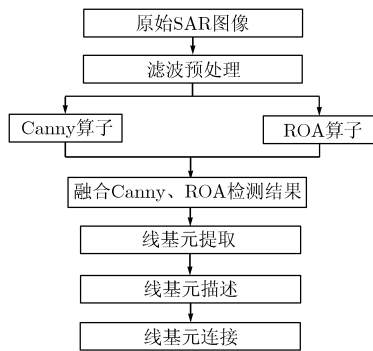 原始SAR图像
滤波预处理
Canny算子
ROA算子
融合Canny、ROA检测结果
线基元提取
线基元描述
线基元连接